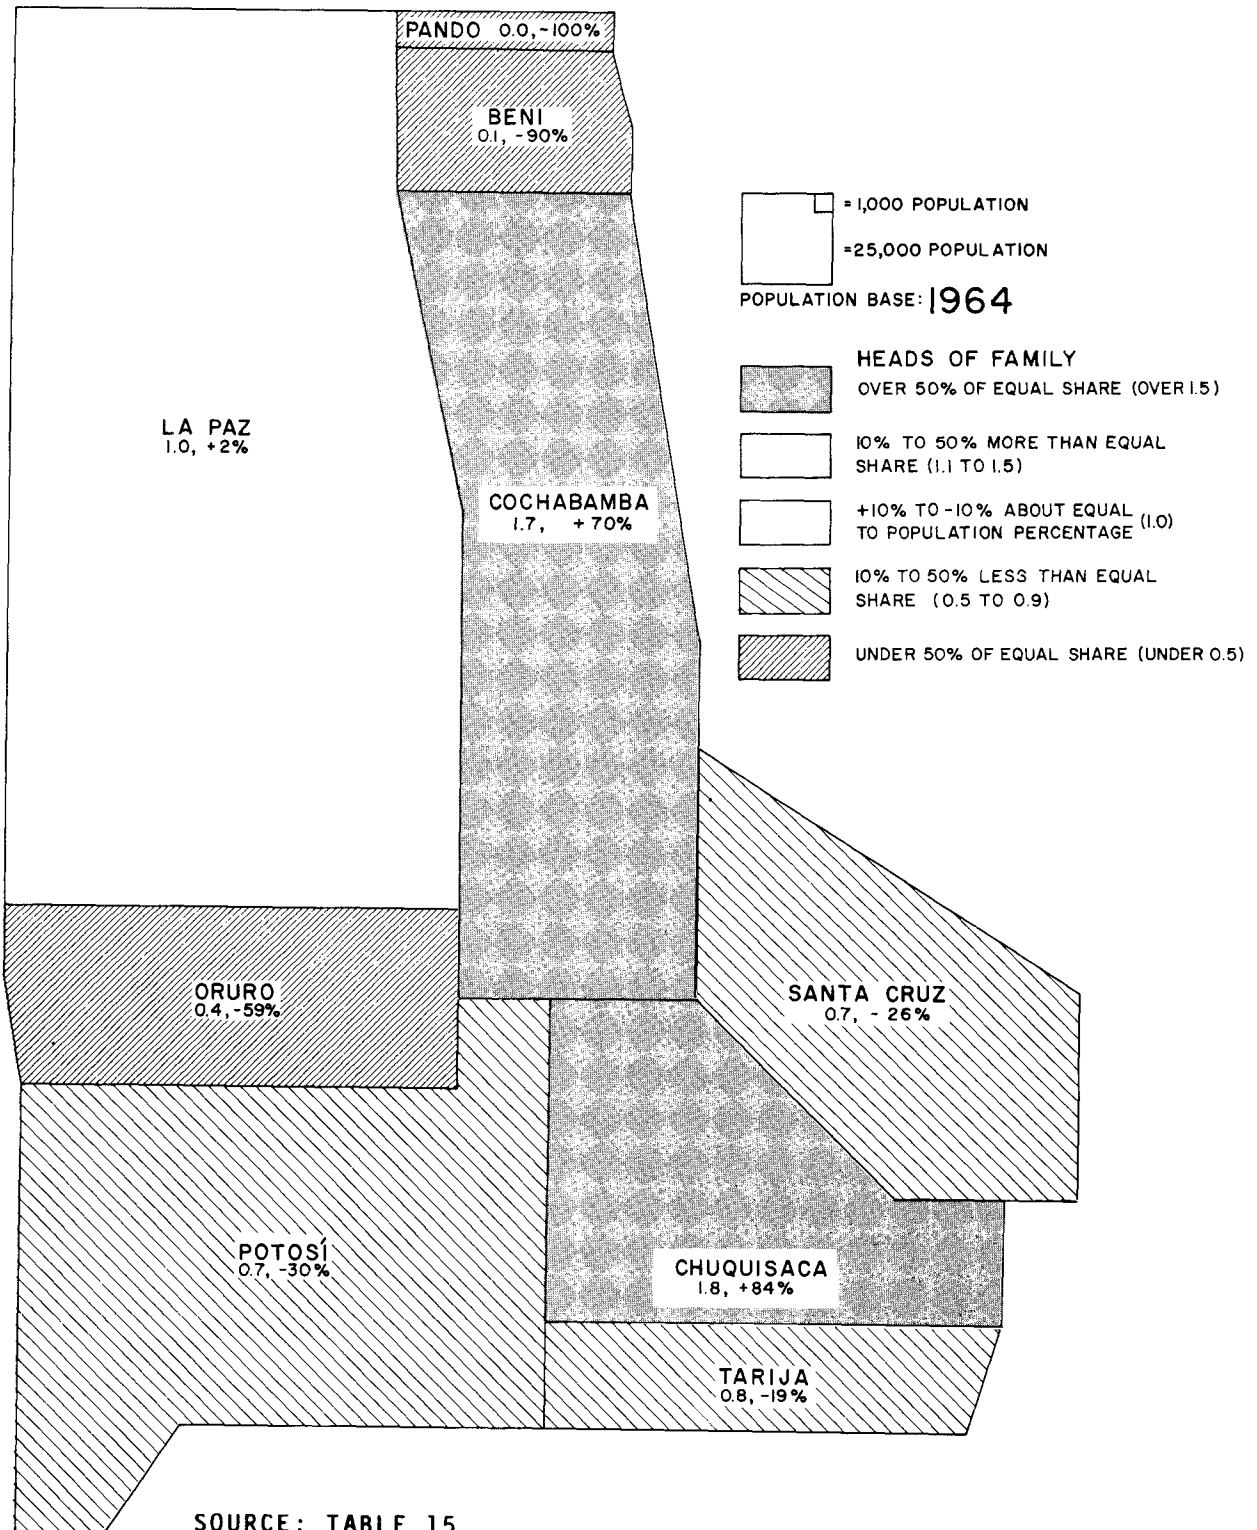 PANDO 0.0, -100%
BENI
0.1, -90%
= 1,000 POPULATION
=25,000 POPULATION
POPULATION BASE: 1964
HEADS OF FAMILY
OVER 50% OF EQUAL SHARE (OVER 1.5)
10% TO 50% MORE THAN EQUAL
SHARE (1.1 TO 1.5)
+10% TO -10% ABOUT EQUAL
TO POPULATION PERCENTAGE (1.0)
10% TO 50% LESS THAN EQUAL
SHARE (0.5 TO 0.9)
UNDER 50% OF EQUAL SHARE (UNDER 0.5)
LA PAZ
1.0, +2%
COCHABAMBA
1.7, +70%
ORURO
0.4, -59%
SANTA CRUZ
0.7, - 26%
POTOSÍ
0.7, -30%
CHUQUISACA
1.8, +84%
TARIJA
0.8, -19%
SOURCE: TABLE 15